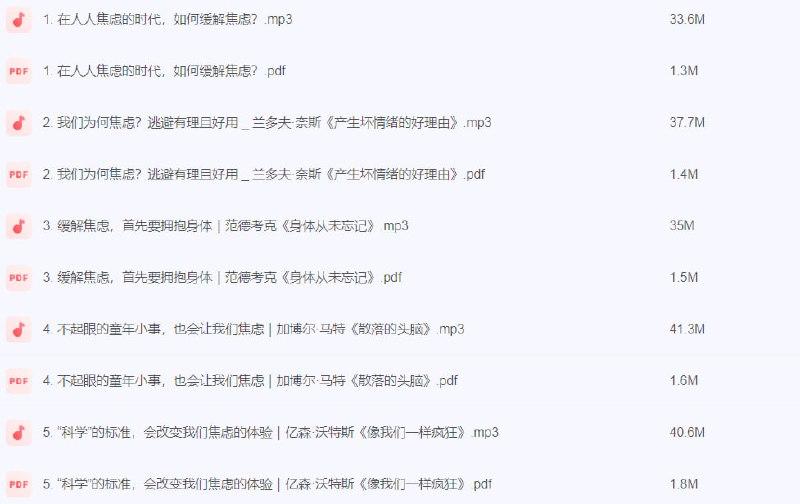 1. 在人人焦虑的时代，如何缓解焦虑？.mp3 33.6M
PDF 1. 在人人焦虑的时代，如何缓解焦虑？.pdf 1.3M
2. 我们为何焦虑？逃避有理且好用 _ 兰多夫·奈斯《产生坏情绪的好理由》.mp3 37.7M
PDF 2. 我们为何焦虑？逃避有理且好用 _ 兰多夫·奈斯《产生坏情绪的好理由》.pdf 1.4M
3. 缓解焦虑，首先要拥抱身体 | 范德考克《身体从未忘记》.mp3 35M
PDF 3. 缓解焦虑，首先要拥抱身体 | 范德考克《身体从未忘记》.pdf 1.5M
4. 不起眼的童年小事，也会让我们焦虑 | 加博尔·马特《散落的头脑》.mp3 41.3M
PDF 4. 不起眼的童年小事，也会让我们焦虑 | 加博尔·马特《散落的头脑》.pdf 1.6M
5. “科学”的标准，会改变我们焦虑的体验 | 亿森·沃特斯《像我们一样疯狂》.mp3 40.6M
PDF 5. “科学”的标准，会改变我们焦虑的体验 | 亿森·沃特斯《像我们一样疯狂》.pdf 1.8M